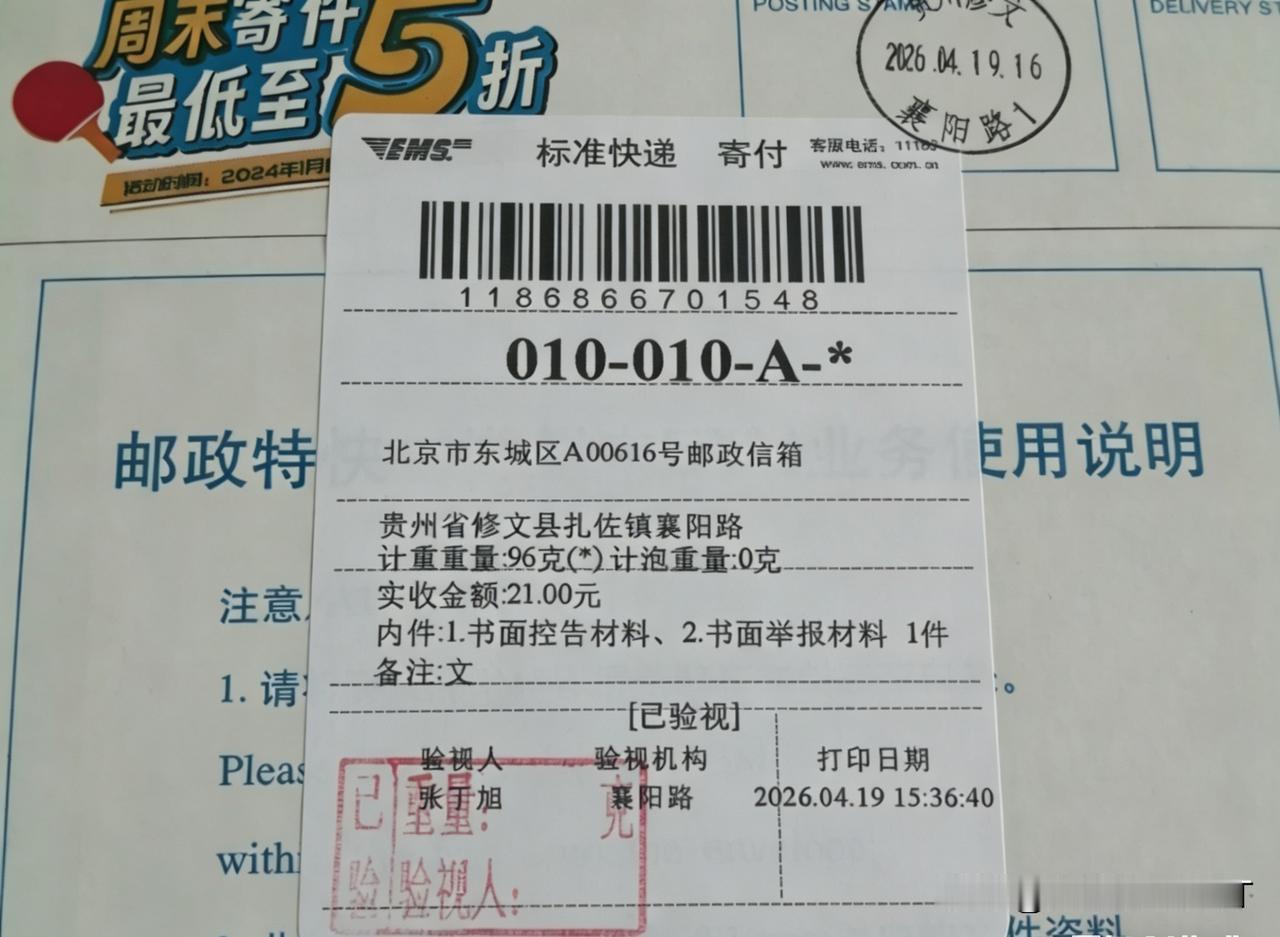 周末寄件
最低至5折
活动时间：2024年1月
POSTING STAM
DELIVERY ST
修文
2026.04.19.16
襄阳路1
EMS
标准快递 寄付 客服电话：11183
www.ems.com.cn
1186866701548
010-010-A-*
北京市东城区A00616号邮政信箱
邮政特快 业务使用说明
贵州省修文县扎佐镇襄阳路
计重重量:96克(*)计泡重量:0克
实收金额:21.00元
注意
内件:1.书面控告材料、2.书面举报材料 1件
备注:文
1. 请
[已验视]
验视人 验视机构 打印日期
张丁旭 襄阳路 2026.04.19 15:36:40
Pleas
已验
重量: 克
验视人:
with
件资料